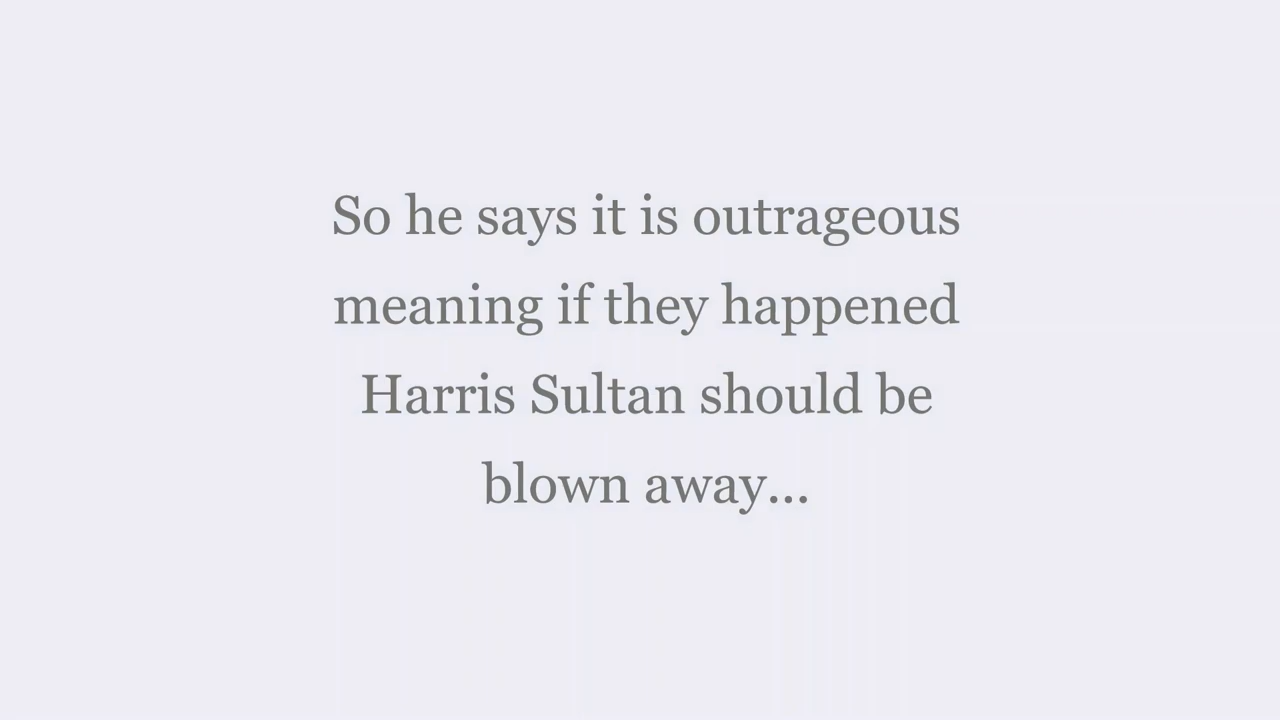 So he says it is outrageous
meaning if they happened
Harris Sultan should be
blown away...